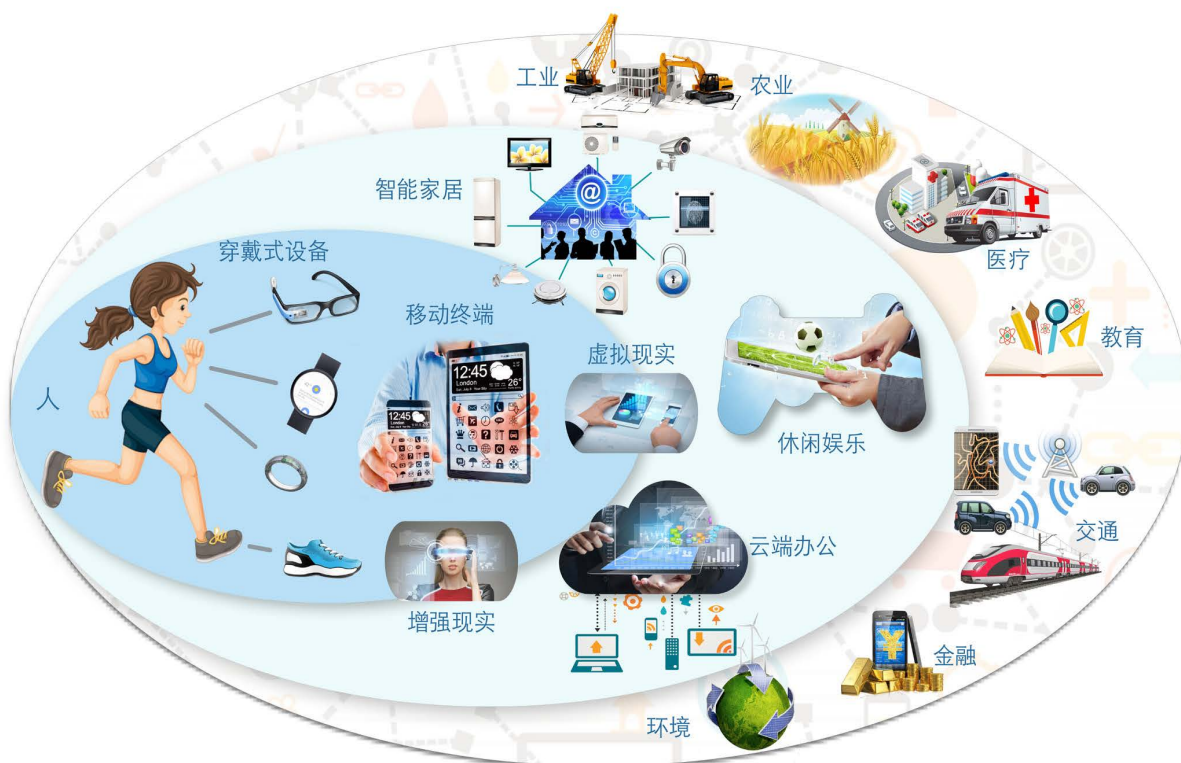 工业
农业
智能家居
@
医疗
穿戴式设备
移动终端
虚拟现实
教育
人
12:45
London
26°
12:45
London
休闲娱乐
交通
云端办公
增强现实
金融
¥
环境